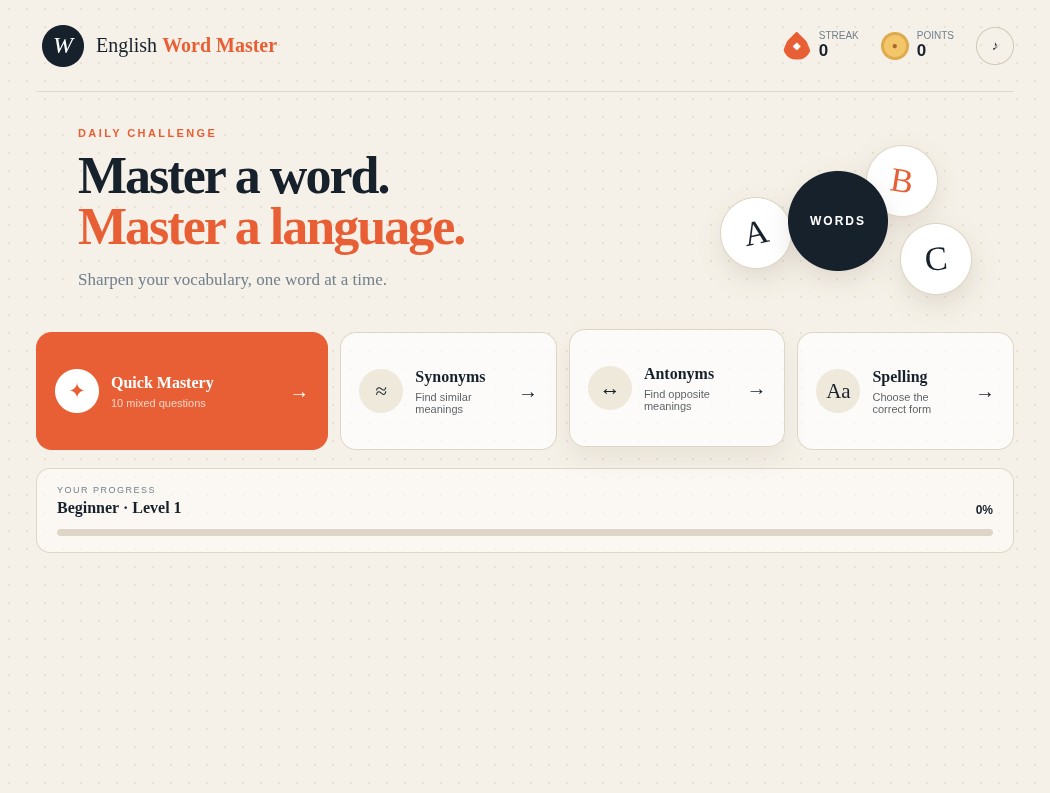 W
English Word Master
STREAK
0
POINTS
0
♪
DAILY CHALLENGE
Master a word.
Master a language.
Sharpen your vocabulary, one word at a time.
A
WORDS
B
C
✦
Quick Mastery
10 mixed questions
→
≈
Synonyms
Find similar
meanings
→
↔
Antonyms
Find opposite
meanings
→
Aa
Spelling
Choose the
correct form
→
YOUR PROGRESS
Beginner · Level 1
0%